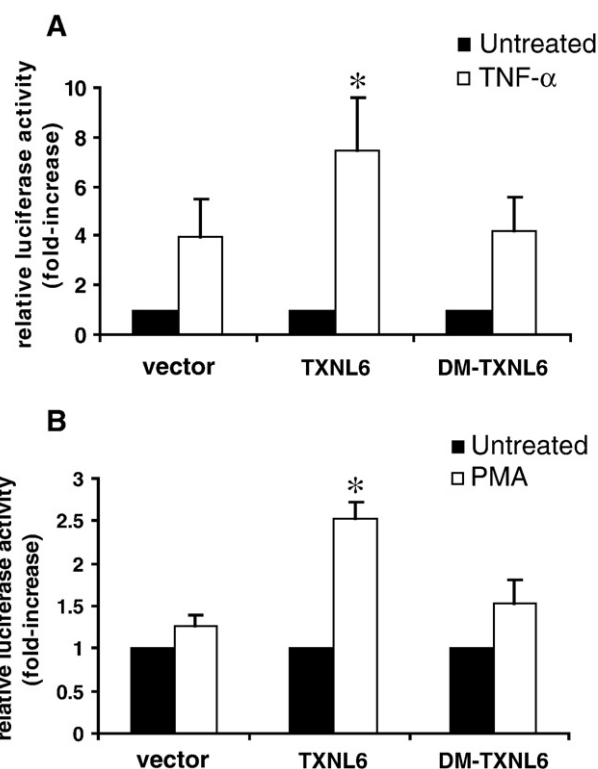 A
Untreated
TNF-α
relative luciferase activity
(fold-increase)
10
8
6
4
2
0
*
vector
TXNL6
DM-TXNL6
B
Untreated
PMA
relative luciferase activity
(fold-increase)
3
2.5
2
1.5
1
0.5
0
*
vector
TXNL6
DM-TXNL6